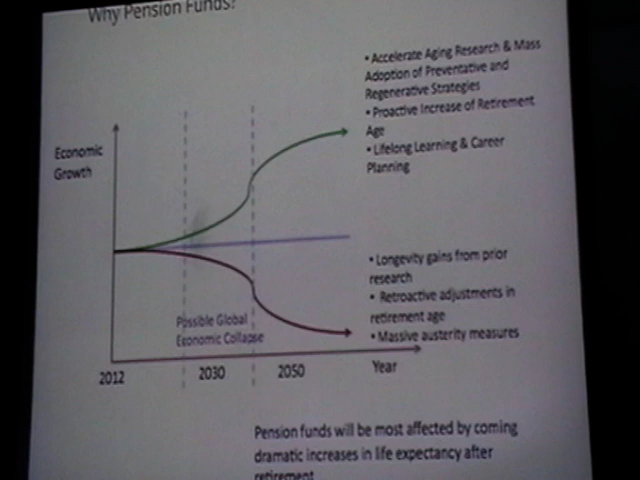 Why Pension Funds?
• Accelerate Aging Research & Mass
Adoption of Preventative and
Regenerative Strategies
• Proactive Increase of Retirement
Age
• Lifelong Learning & Career
Planning
Economic
Growth
• Longevity gains from prior
research
• Retroactive adjustments in
retirement age
• Massive austerity measures
Possible Global
Economic Collapse
2012
2030
2050
Year
Pension funds will be most affected by coming
dramatic increases in life expectancy after
retirement